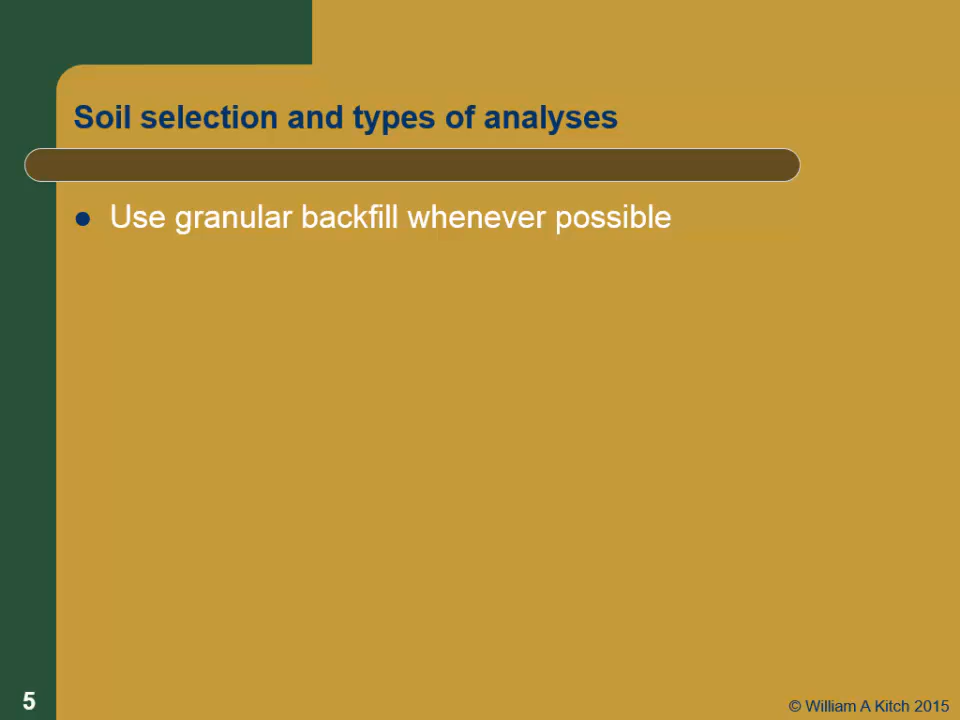 Soil selection and types of analyses
Use granular backfill whenever possible
5
© William A Kitch 2015